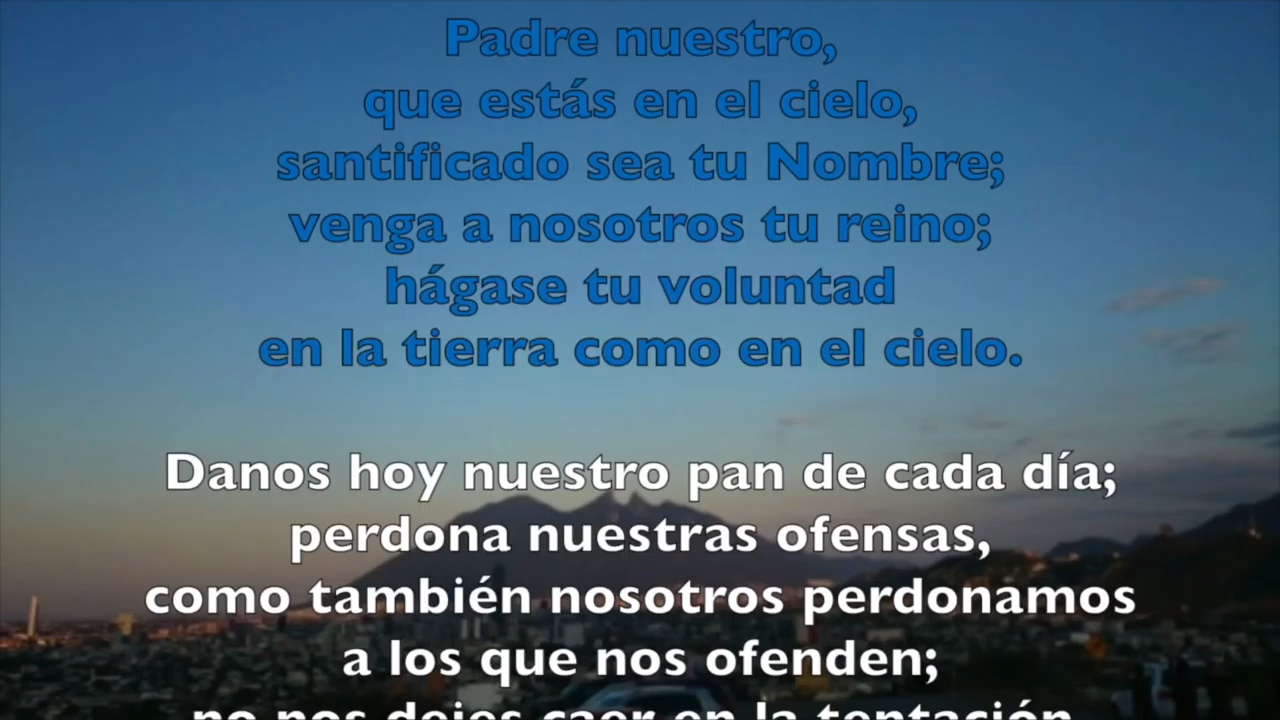 Padre nuestro,
que estás en el cielo,
santificado sea tu Nombre;
venga a nosotros tu reino;
hágase tu voluntad
en la tierra como en el cielo.
Danos hoy nuestro pan de cada día;
perdona nuestras ofensas,
como también nosotros perdonamos
a los que nos ofenden;
no nos dejes caer en la tentación